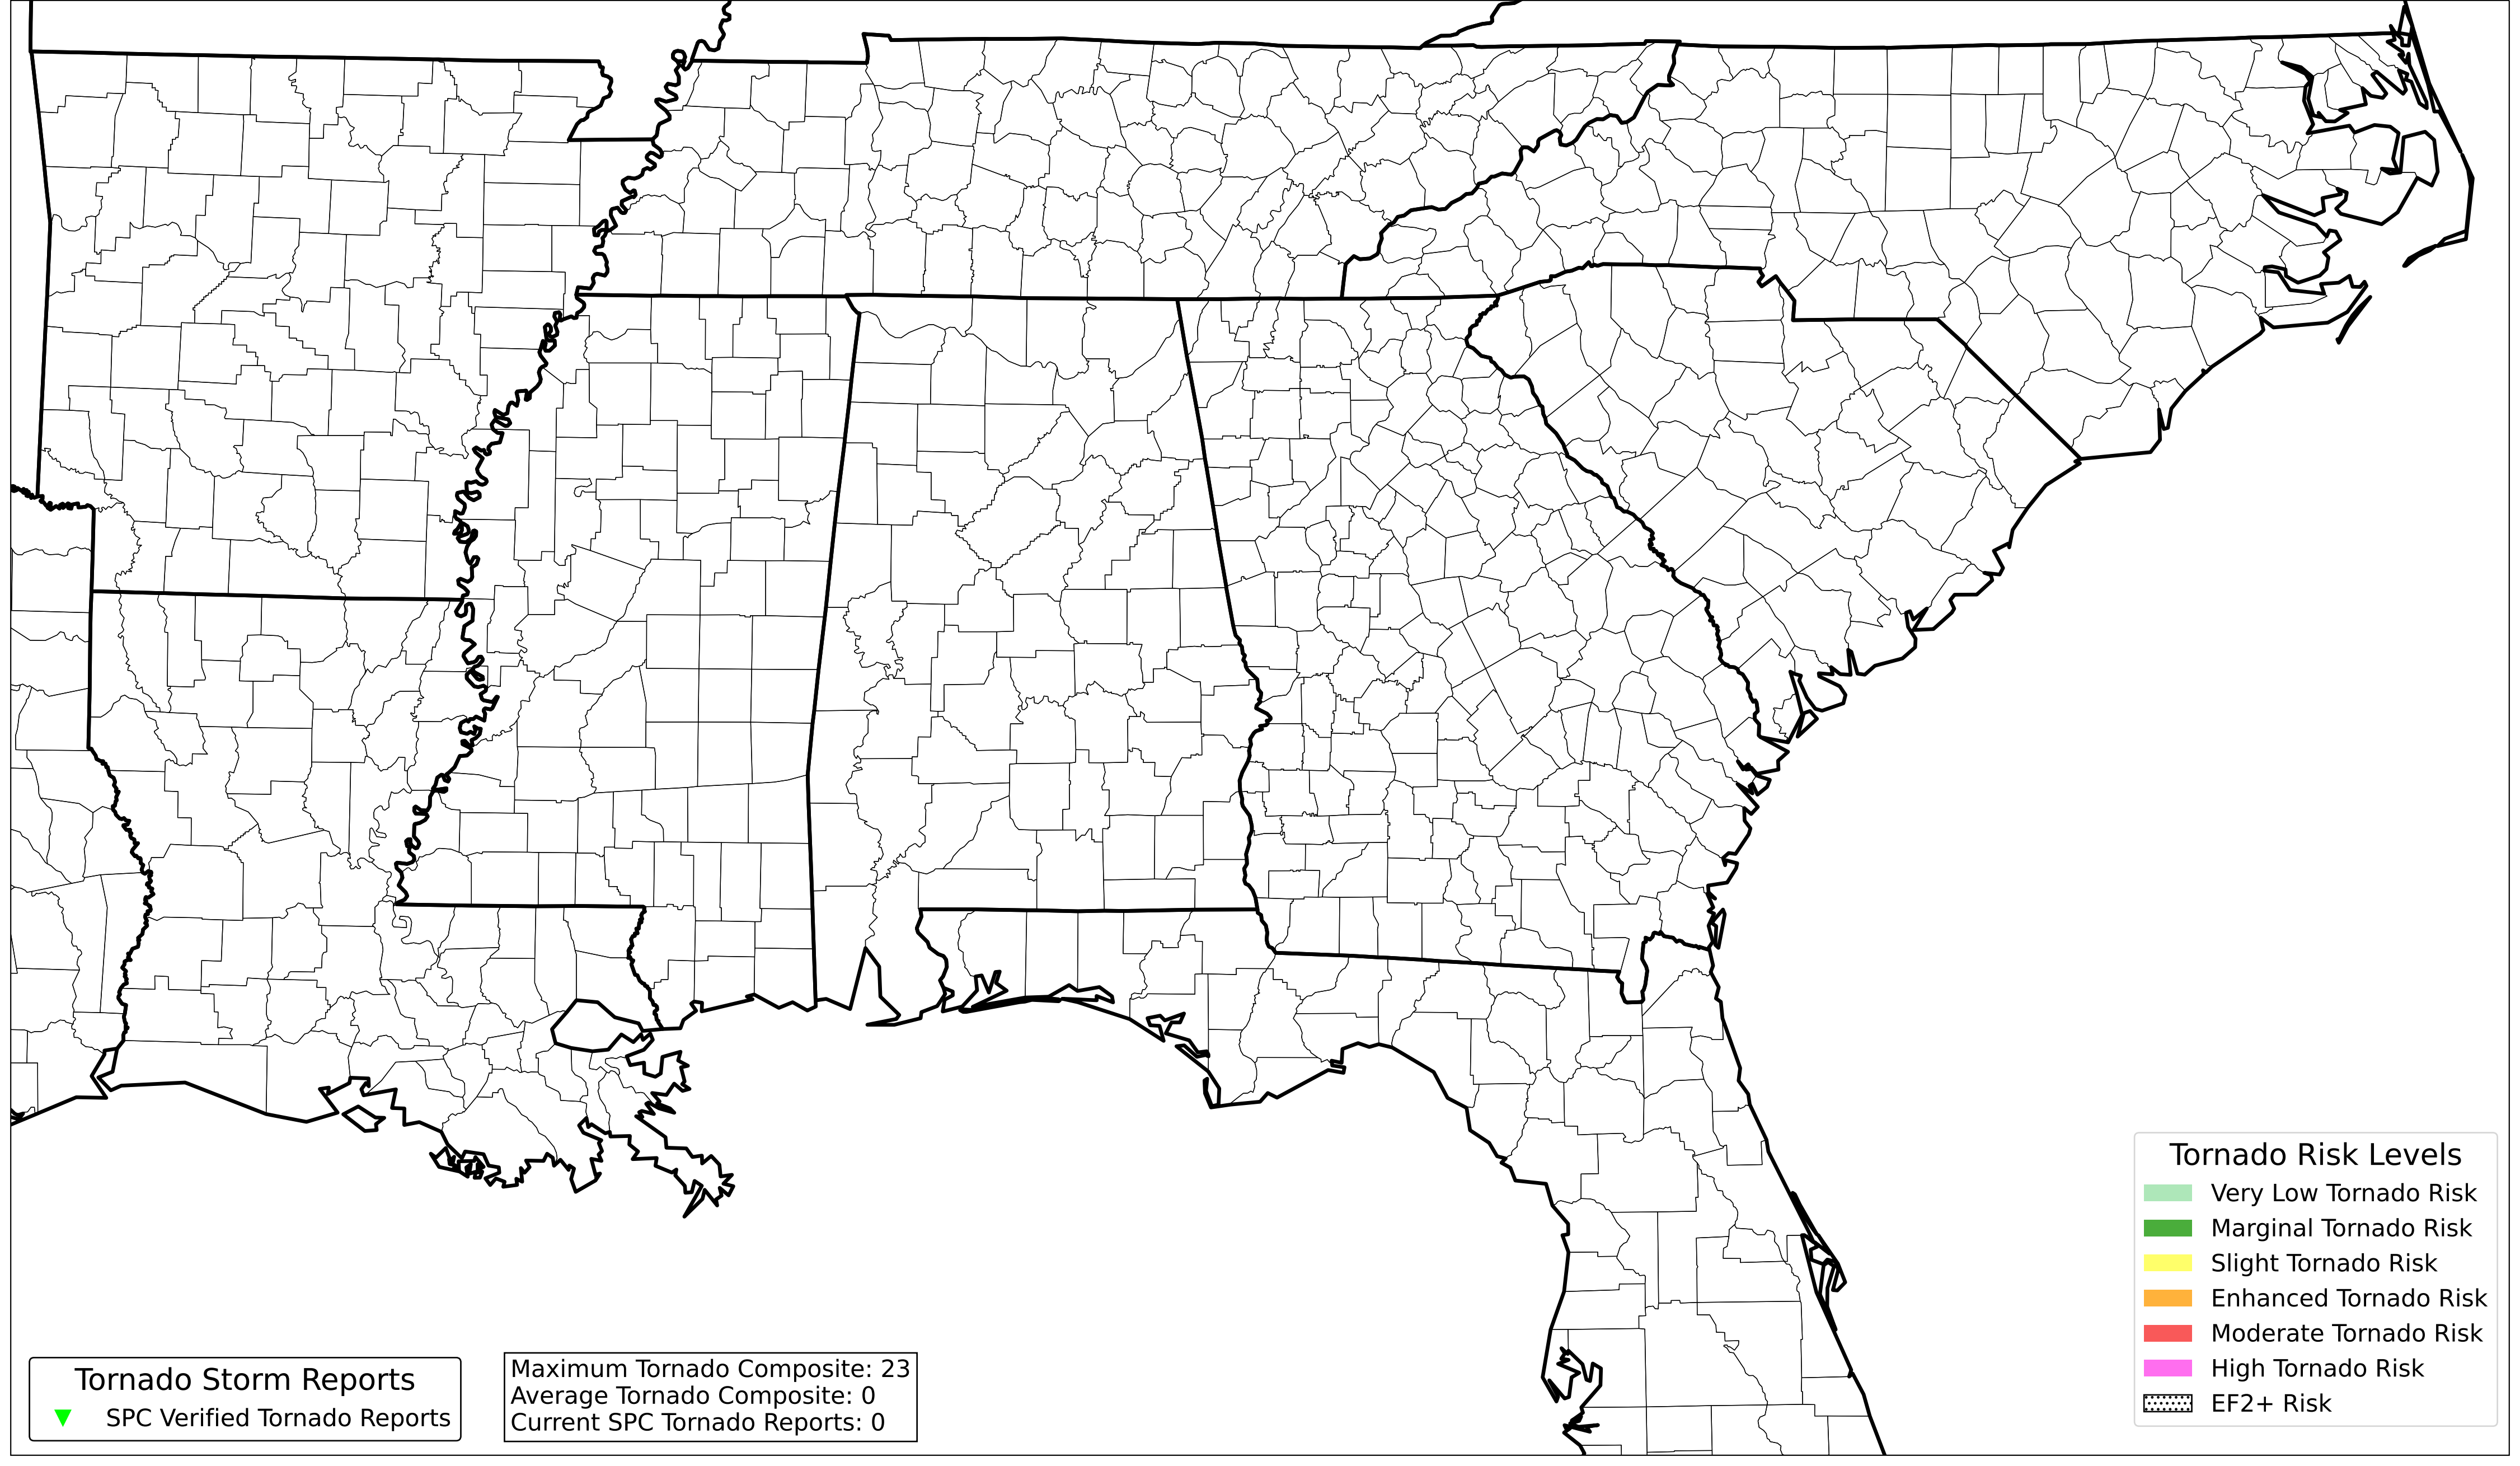 Tornado Risk Levels
Very Low Tornado Risk
Marginal Tornado Risk
Slight Tornado Risk
Enhanced Tornado Risk
Moderate Tornado Risk
High Tornado Risk
EF2+ Risk
Tornado Storm Reports
SPC Verified Tornado Reports
Maximum Tornado Composite: 23
Average Tornado Composite: 0
Current SPC Tornado Reports: 0